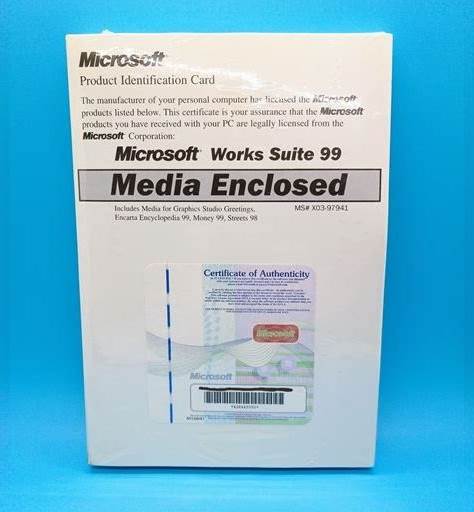 Microsoft
Product Identification Card
The manufacturer of your personal computer has licensed the Microsoft
products listed below. This certificate is your assurance that the Microsoft
products you have received with your PC are legally licensed from the
Microsoft Corporation:
Microsoft Works Suite 99
Media Enclosed
Includes Media for Graphics Studio Greetings,
Encarta Encyclopedia 99, Money 99, Streets 98
MS# X03-97941
Certificate of Authenticity
Microsoft
Microsoft